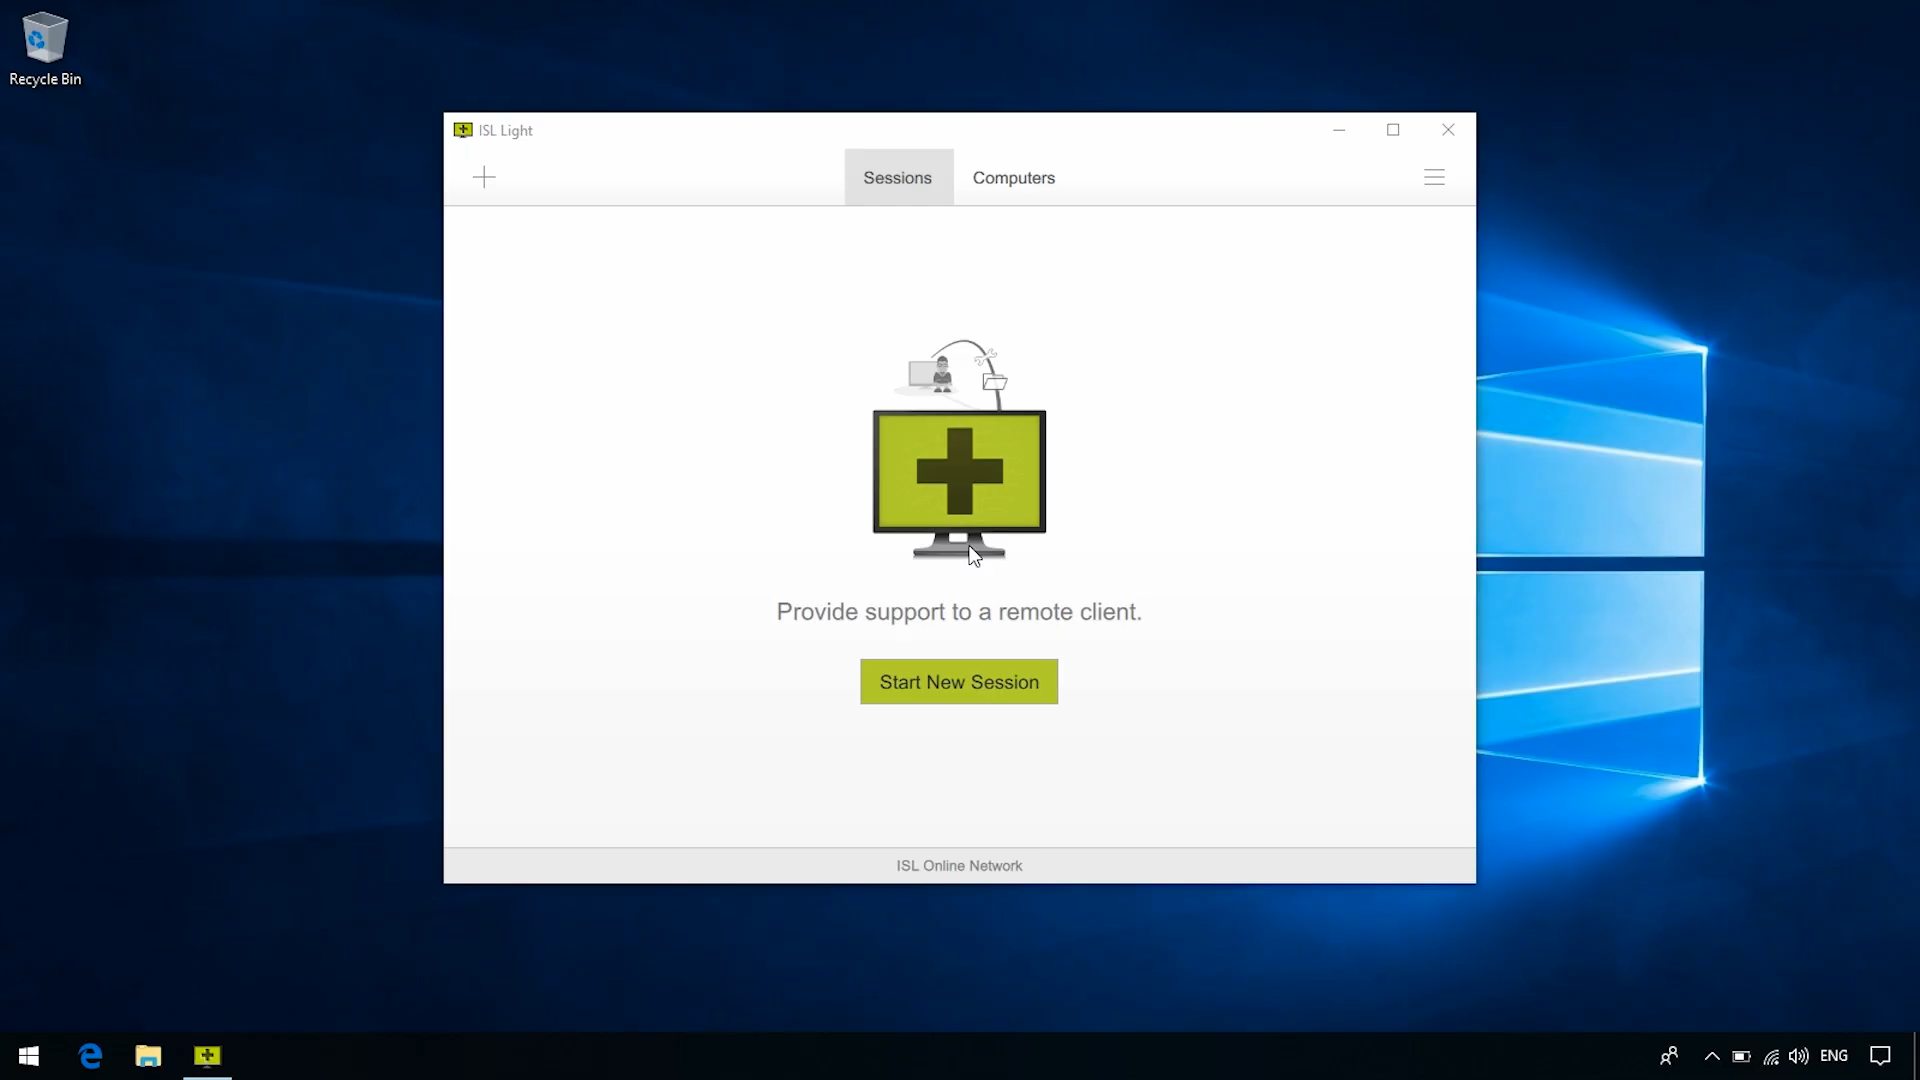 Recycle Bin
ISL Light
Sessions
Computers
Provide support to a remote client.
Start New Session
ISL Online Network
ENG